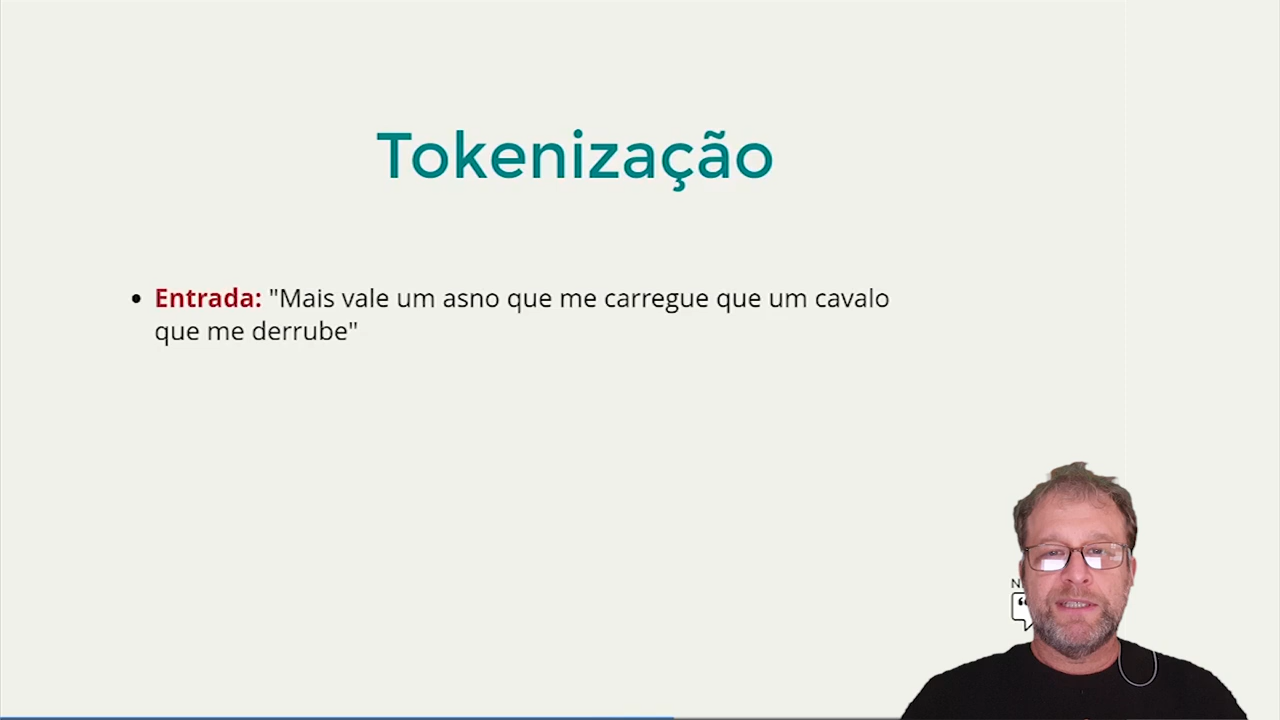 Tokenização
• Entrada: "Mais vale um asno que me carregue que um cavalo
que me derrube"